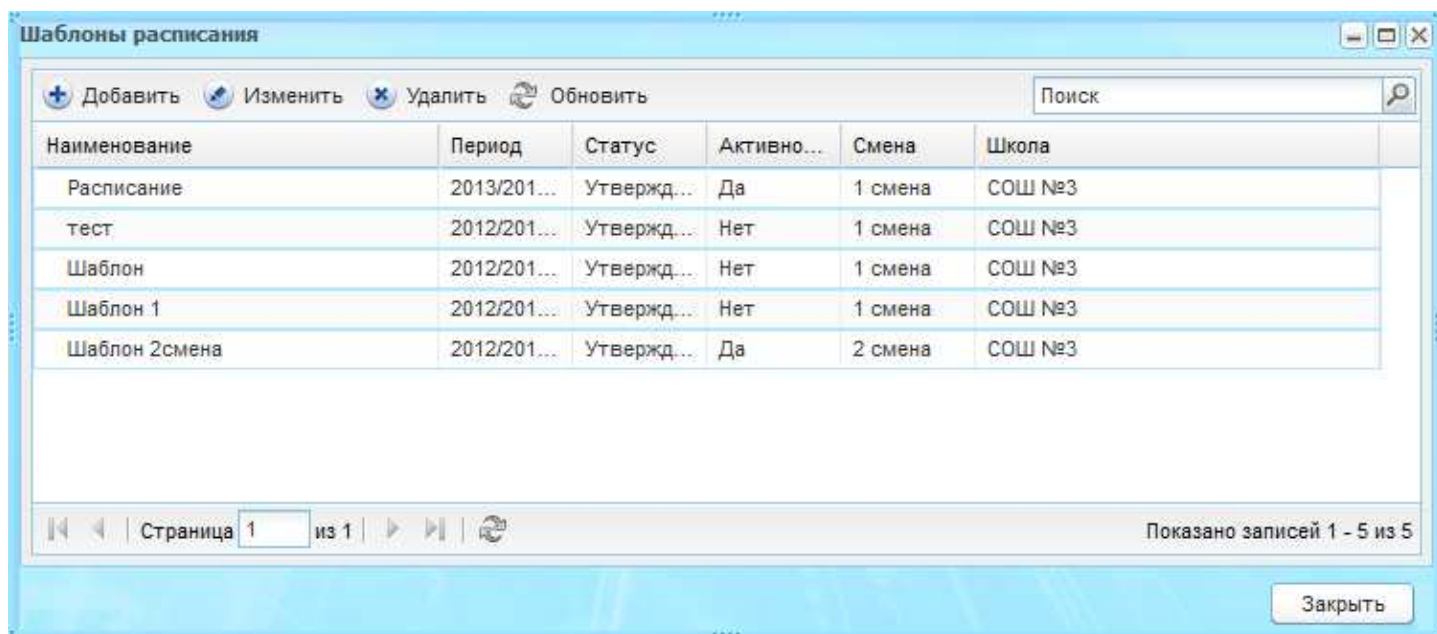 Шаблоны расписания
Добавить Изменить Удалить Обновить Поиск
Наименование Период Статус Активно... Смена Школа
Расписание 2013/201... Утвержд... Да 1 смена СОШ №3
тест 2012/201... Утвержд... Нет 1 смена СОШ №3
Шаблон 2012/201... Утвержд... Нет 1 смена СОШ №3
Шаблон 1 2012/201... Утвержд... Нет 1 смена СОШ №3
Шаблон 2смена 2012/201... Утвержд... Да 2 смена СОШ №3
Страница 1 из 1 Показано записей 1 - 5 из 5
Закрыть